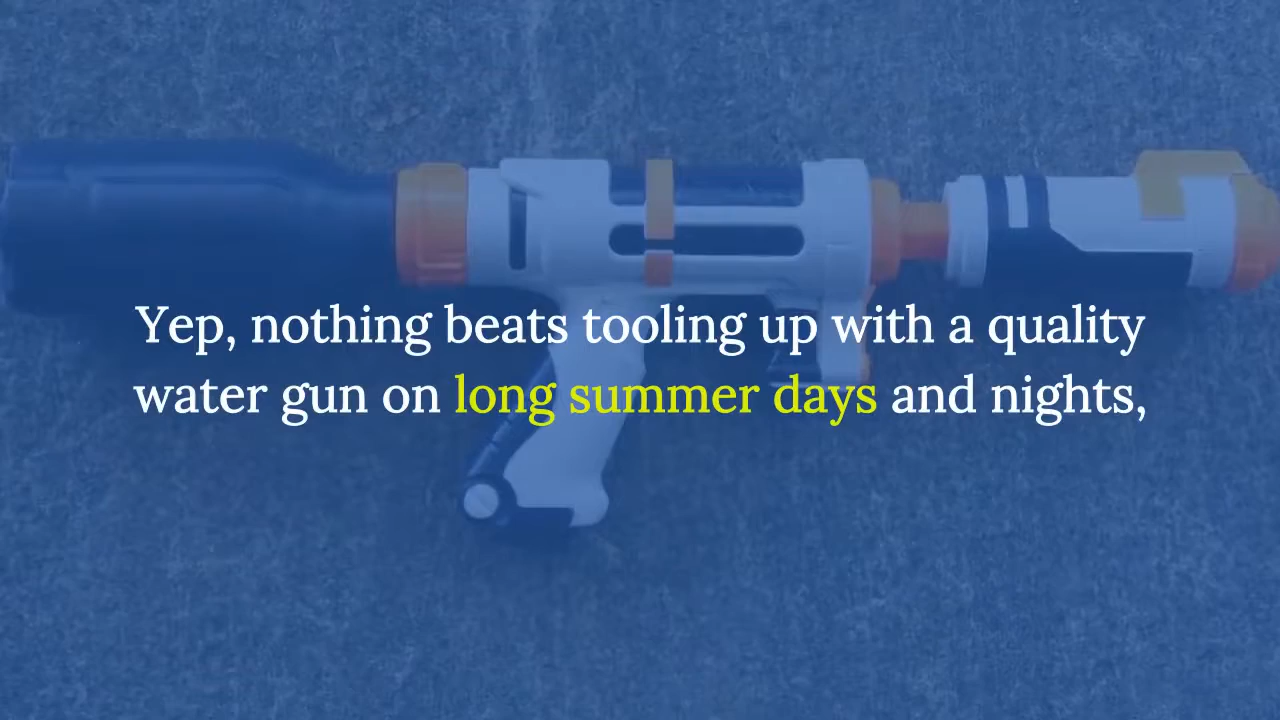 Yep, nothing beats tooling up with a quality
water gun on long summer days and nights,